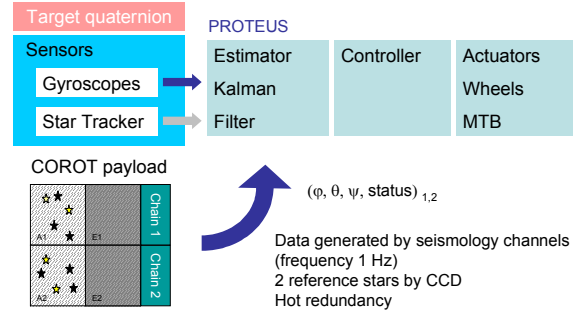 Target quaternion
Sensors
Gyroscopes
Star Tracker
PROTEUS
Estimator
Kalman
Filter
Controller
Actuators
Wheels
MTB
COROT payload
A1
E1
Chain 1
A2
E2
Chain 2
(φ, θ, ψ, status) 1,2
Data generated by seismology channels
(frequency 1 Hz)
2 reference stars by CCD
Hot redundancy